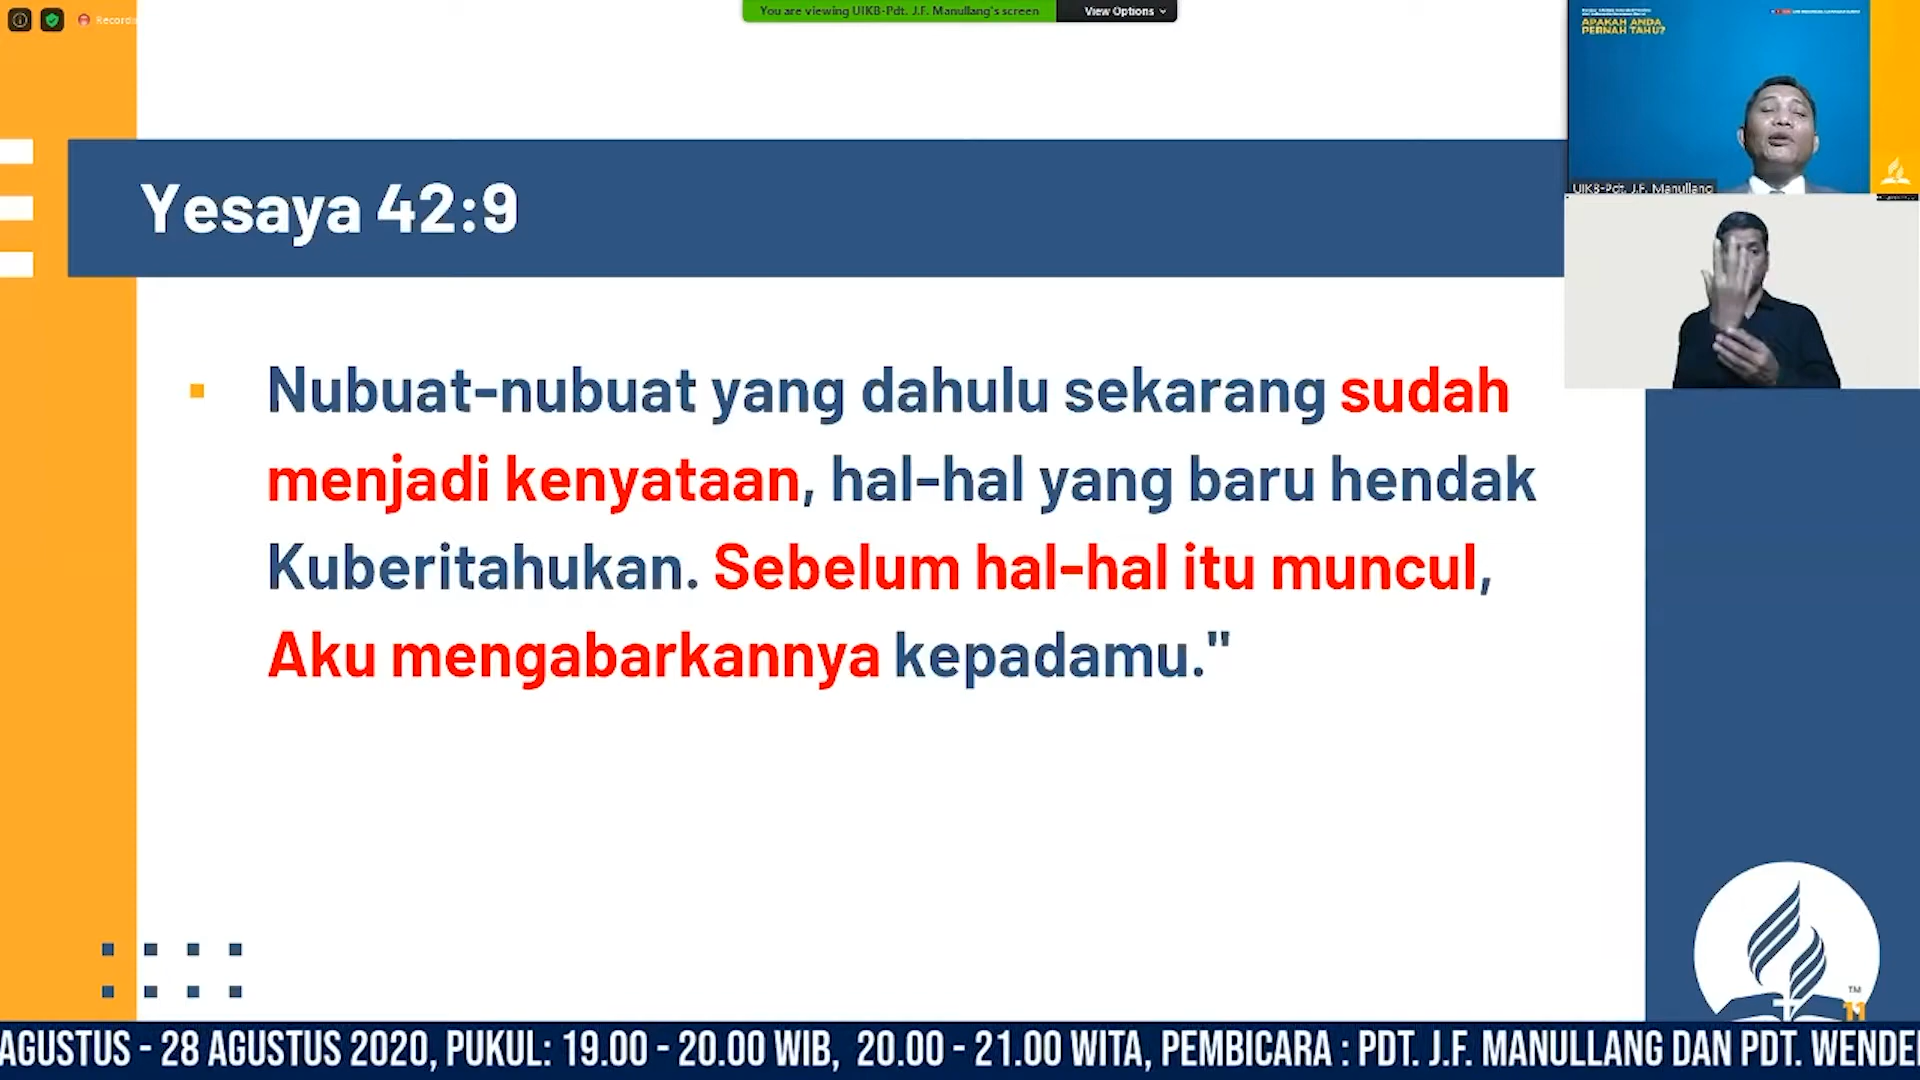 Recordi
You are viewing UIKB-Pdt. J.F. Manullang's screen
View Options
APAKAH ANDA
PERNAH TAHU?
UIKB-Pdt. J.F. Manullang
Yesaya 42:9
Nubuat-nubuat yang dahulu sekarang sudah
menjadi kenyataan, hal-hal yang baru hendak
Kuberitahukan. Sebelum hal-hal itu muncul,
Aku mengabarkannya kepadamu."
TM
11
AGUSTUS - 28 AGUSTUS 2020, PUKUL: 19.00 - 20.00 WIB, 20.00 - 21.00 WITA, PEMBICARA : PDT. J.F. MANULLANG DAN PDT. WENDE